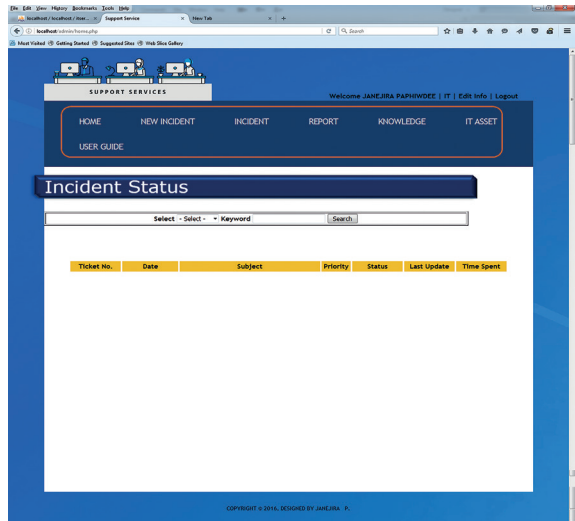 File Edit View History Bookmarks Tools Help
localhost / localhost / itser... × Support Service × New Tab × +
localhost/admin/home.php Search
Most Visited Getting Started Suggested Sites Web Slice Gallery
SUPPORT SERVICES
Welcome JANEJIRA PAPHIWDEE | IT | Edit Info | Logout
HOME NEW INCIDENT INCIDENT REPORT KNOWLEDGE IT ASSET
USER GUIDE
Incident Status
Select - Select - Keyword Search
Ticket No. Date Subject Priority Status Last Update Time Spent
COPYRIGHT © 2016, DESIGNED BY JANEJIRA P.